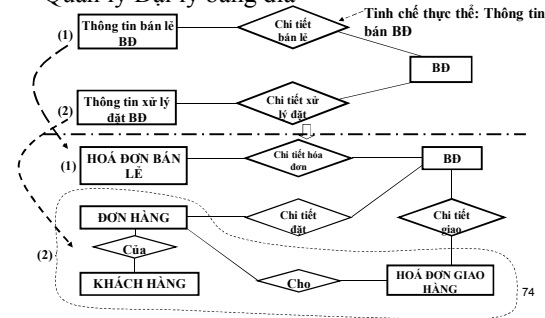 Quản lý Đại lý băng đĩa
Thông tin bán lẻ
BĐ
Chi tiết
bán lẻ
Tinh chế thực thể: Thông tin
bán BĐ
(1)
BĐ
(2)
Thông tin xử lý
đặt BĐ
Chi tiết xử
lý đặt
(1)
HOÁ ĐƠN BÁN
LẺ
Chi tiết hóa
đơn
BĐ
ĐƠN HÀNG
Chi tiết
đặt
Chi tiết
giao
(2)
Của
KHÁCH HÀNG
Cho
HOÁ ĐƠN GIAO
HÀNG
74